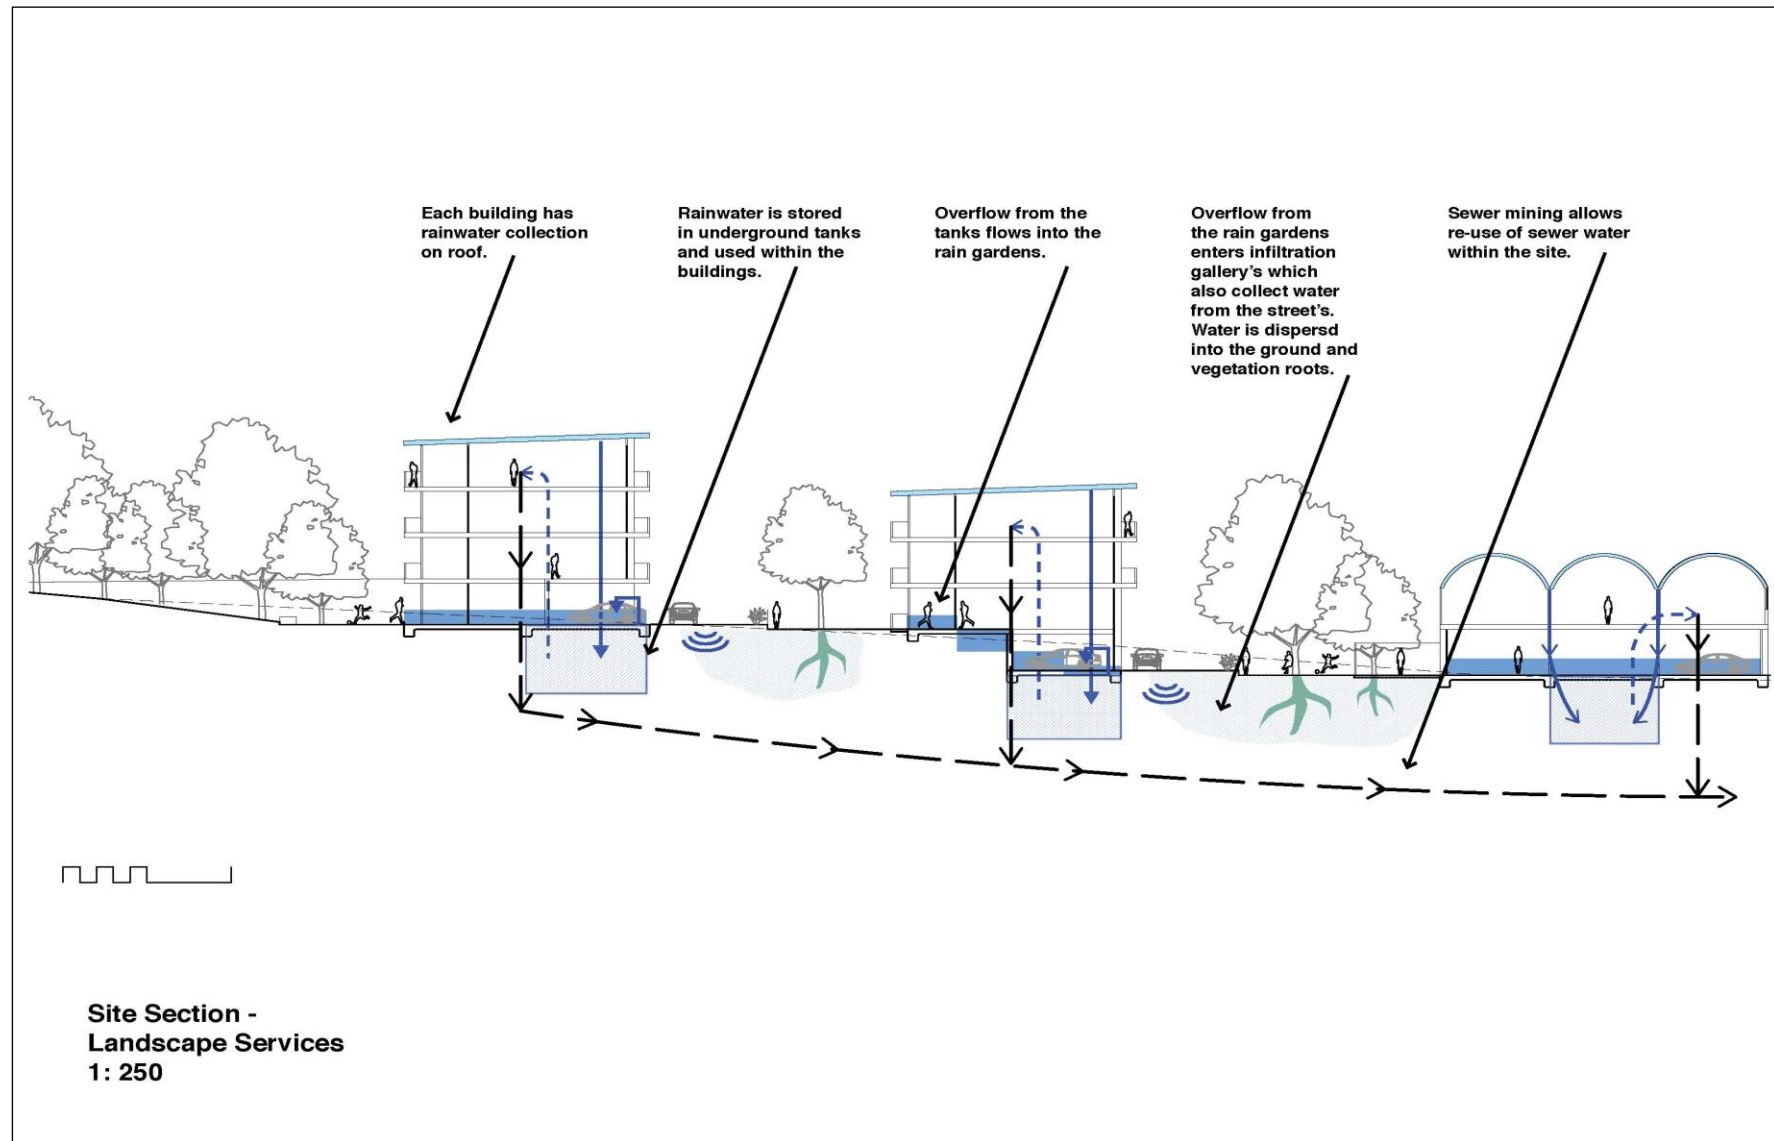 Each building has
rainwater collection
on roof.
Rainwater is stored
in underground tanks
and used within the
buildings.
Overflow from the
tanks flows into the
rain gardens.
Overflow from
the rain gardens
enters infiltration
gallery's which
also collect water
from the street's.
Water is dispersd
into the ground and
vegetation roots.
Sewer mining allows
re-use of sewer water
within the site.
Site Section -
Landscape Services
1: 250